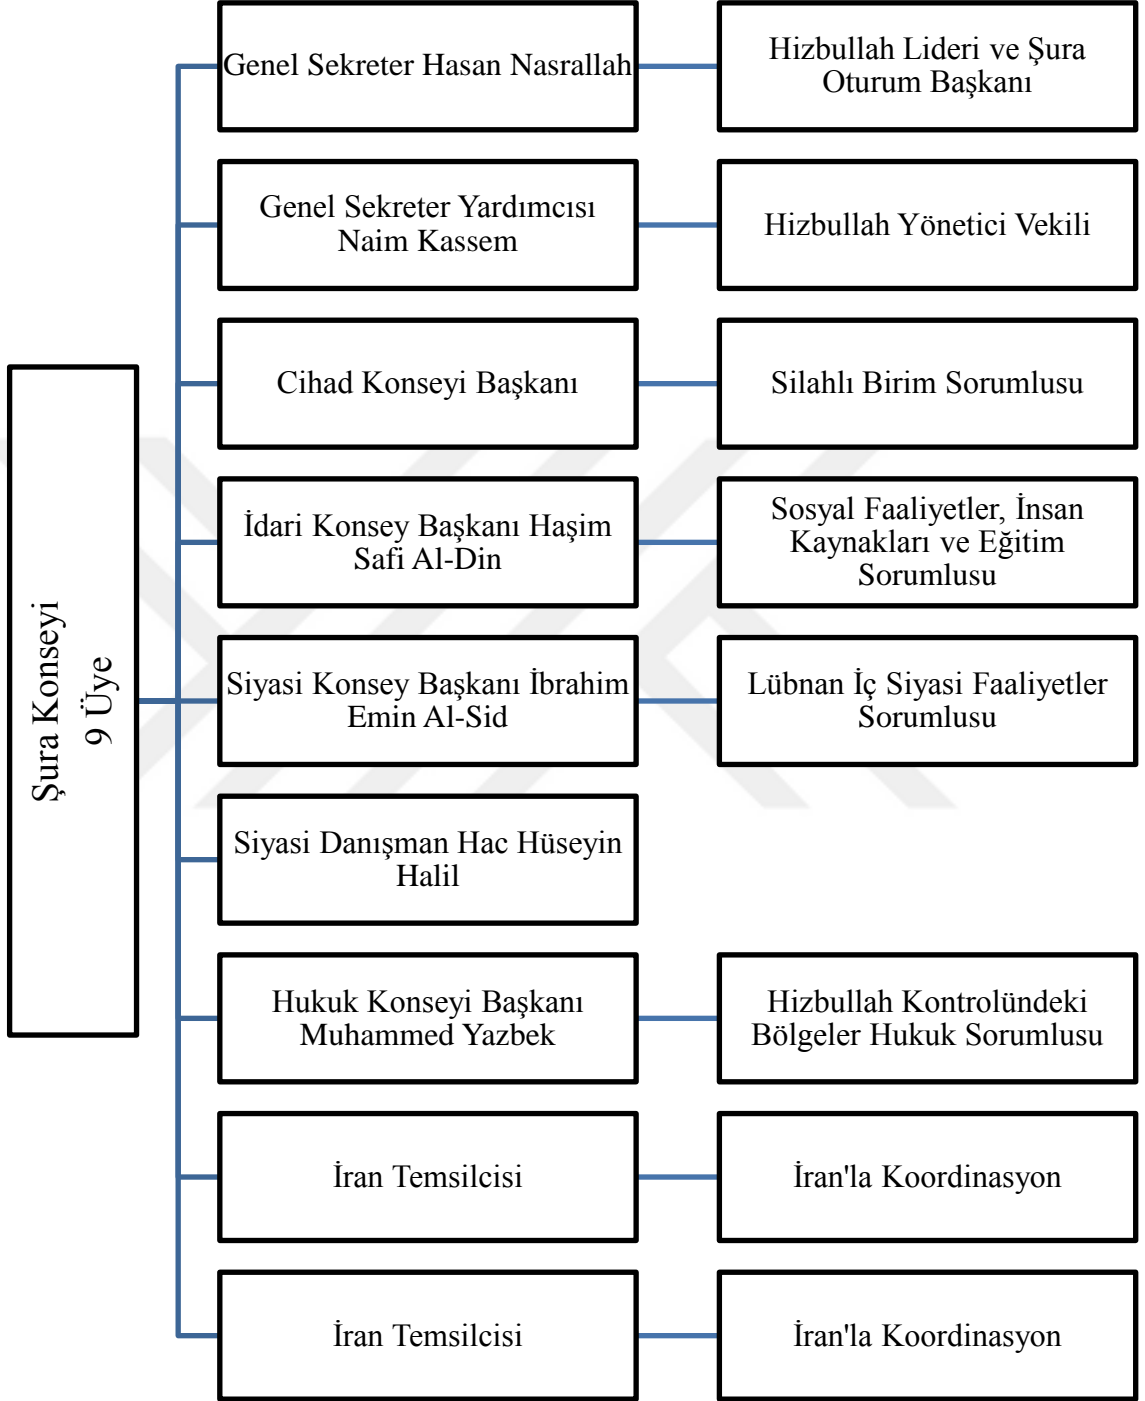 Şura Konseyi
9 Üye
Genel Sekreter Hasan Nasrallah
Hizbullah Lideri ve Şura
Oturum Başkanı
Genel Sekreter Yardımcısı
Naim Kassem
Hizbullah Yönetici Vekili
Cihad Konseyi Başkanı
Silahlı Birim Sorumlusu
İdari Konsey Başkanı Haşim
Safi Al-Din
Sosyal Faaliyetler, İnsan
Kaynakları ve Eğitim
Sorumlusu
Siyasi Konsey Başkanı İbrahim
Emin Al-Sid
Lübnan İç Siyasi Faaliyetler
Sorumlusu
Siyasi Danışman Hac Hüseyin
Halil
Hukuk Konseyi Başkanı
Muhammed Yazbek
Hizbullah Kontrolündeki
Bölgeler Hukuk Sorumlusu
İran Temsilcisi
İran'la Koordinasyon
İran Temsilcisi
İran'la Koordinasyon